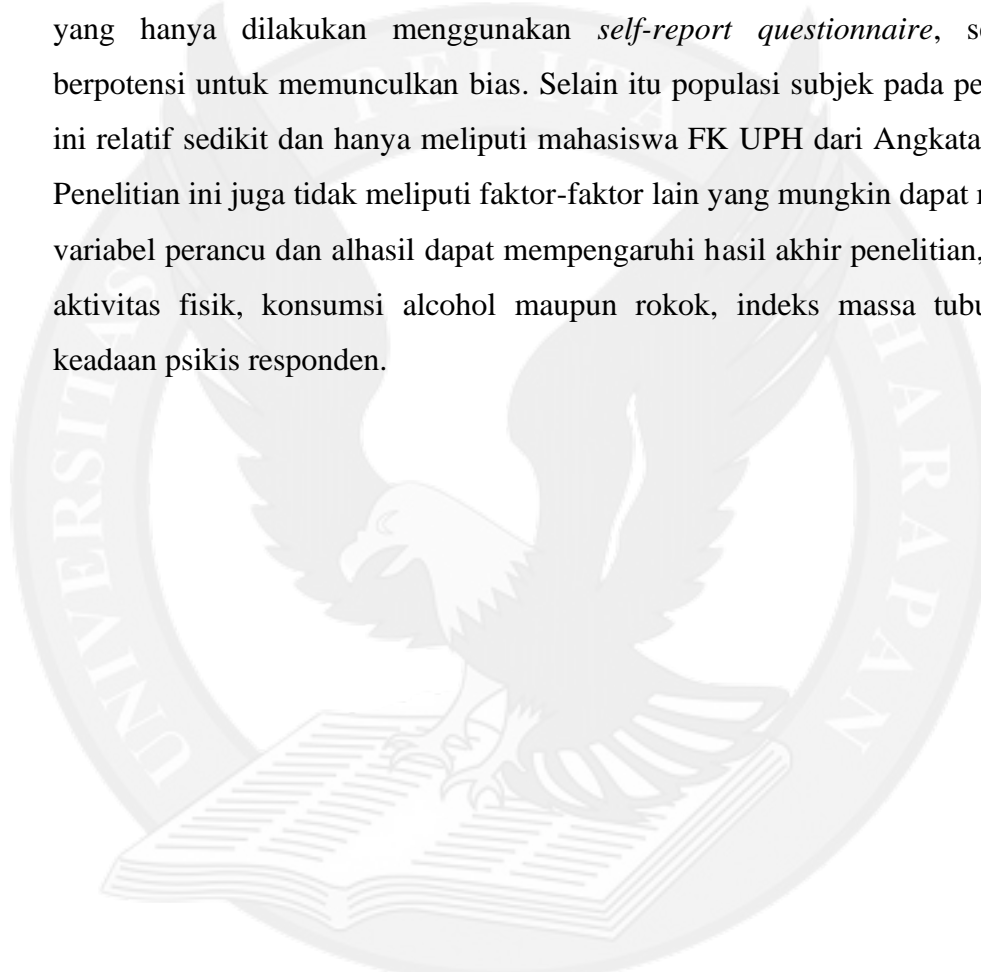 yang hanya dilakukan menggunakan self-report questionnaire,
berpotensi untuk memunculkan bias. Selain itu populasi subjek pada
ini relatif sedikit dan hanya meliputi mahasiswa FK UPH dari Angkata
Penelitian ini juga tidak meliputi faktor-faktor lain yang mungkin dapat
variabel perancu dan alhasil dapat mempengaruhi hasil akhir penelitian,
aktivitas fisik, konsumsi alcohol maupun rokok, indeks massa tubu
keadaan psikis responden.
UNIVERSITAS
PELITA
HARAPAN